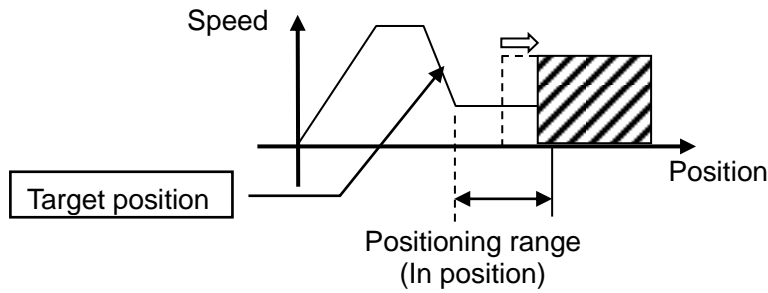 Speed
Position
Target position
Positioning range
(In position)